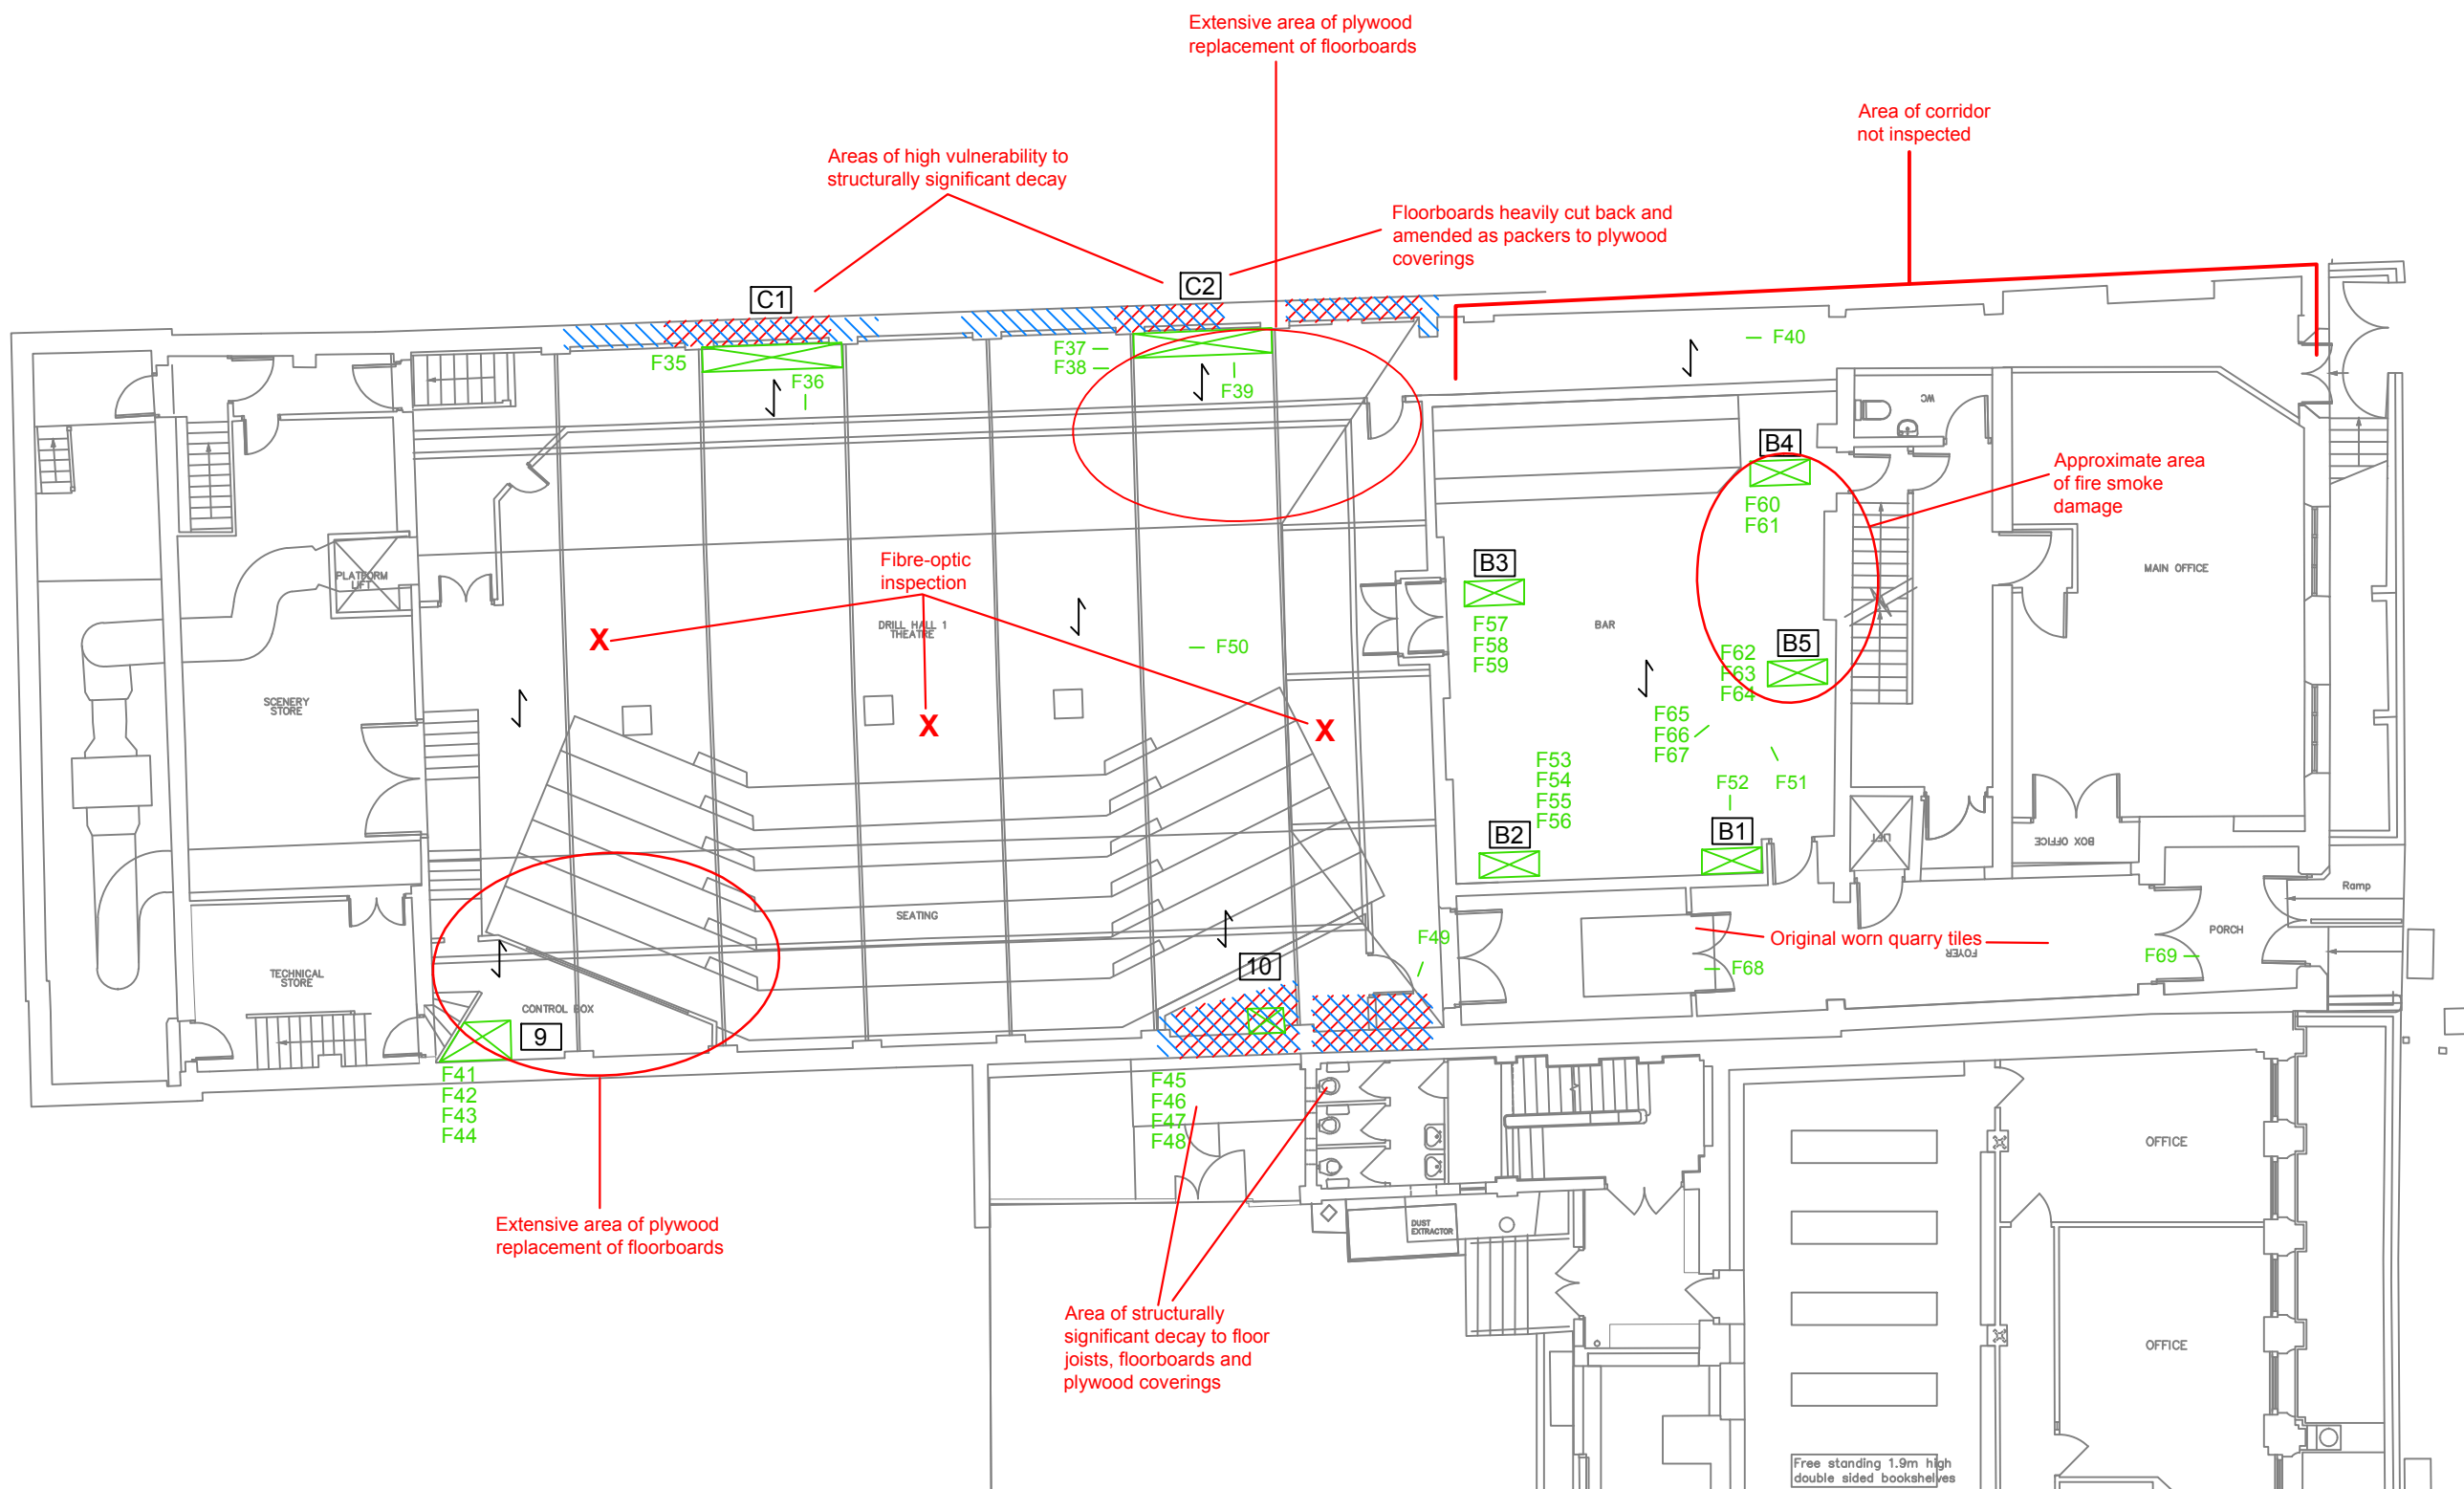 Extensive area of plywood
replacement of floorboards
Area of corridor
not inspected
Areas of high vulnerability to
structurally significant decay
Floorboards heavily cut back and
amended as packers to plywood
coverings
C1
C2
F35
F36
F37
F38
F39
F40
WC
B4
F60
F61
Approximate area
of fire smoke
damage
Fibre-optic
inspection
PLATFORM
LIFT
B3
F57
F58
F59
BAR
MAIN OFFICE
DRILL HALL 1
THEATRE
X
X
X
F50
B5
F62
F63
F64
SCENERY
STORE
F65
F66
F67
F53
F54
F55
F56
F52
F51
B2
B1
LIFT
BOX OFFICE
Ramp
SEATING
F49
Original worn quarry tiles
FOYER
PORCH
F68
F69
10
TECHNICAL
STORE
CONTROL BOX
9
F41
F42
F43
F44
F45
F46
F47
F48
OFFICE
Extensive area of plywood
replacement of floorboards
DUST
EXTRACTOR
Area of structurally
significant decay to floor
joists, floorboards and
plywood coverings
OFFICE
Free standing 1.9m high
double sided bookshelves